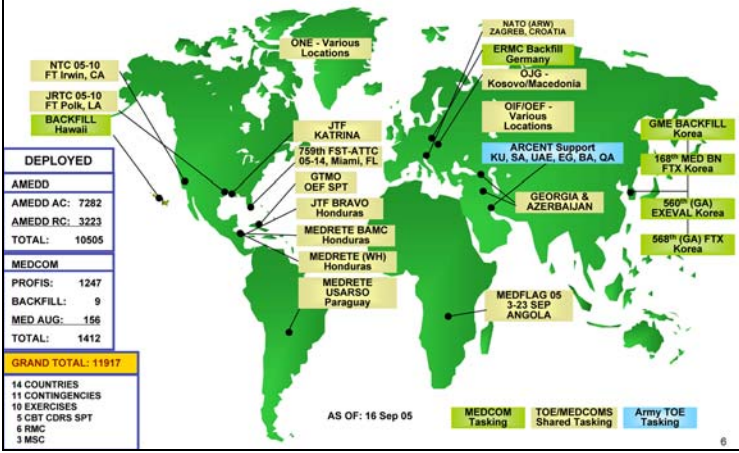 ONE - Various
Locations
NATO (ARW)
ZAGREB, CROATIA
ERMC Backfill
Germany
OJG -
Kosovo/Macedonia
OIF/OEF -
Various
Locations
ARCENT Support
KU, SA, UAE, EG, BA, QA
NTC 05-10
FT Irwin, CA
JRTC 05-10
FT Polk, LA
BACKFILL
Hawaii
JTF
KATRINA
759th FST-ATTC
05-14, Miami, FL
GTMO
OEF SPT
JTF BRAVO
Honduras
MEDRETE BAMC
Honduras
MEDRETE (WH)
Honduras
MEDRETE
USARSO
Paraguay
GEORGIA &
AZERBAIJAN
MEDFLAG 05
3-23 SEP
ANGOLA
GME BACKFILL
Korea
168th MED BN
FTX Korea
560th (GA)
EXEVAL Korea
568th (GA) FTX
Korea
DEPLOYED
AMEDD
AMEDD AC: 7282
AMEDD RC: 3223
TOTAL: 10505
MEDCOM
PROFIS: 1247
BACKFILL: 9
MED AUG: 156
TOTAL: 1412
GRAND TOTAL: 11917
14 COUNTRIES
11 CONTINGENCIES
10 EXERCISES
5 CBT CDRS SPT
6 RMC
3 MSC
AS OF: 16 Sep 05
MEDCOM
Tasking
TOE/MEDCOMS
Shared Tasking
Army TOE
Tasking
6